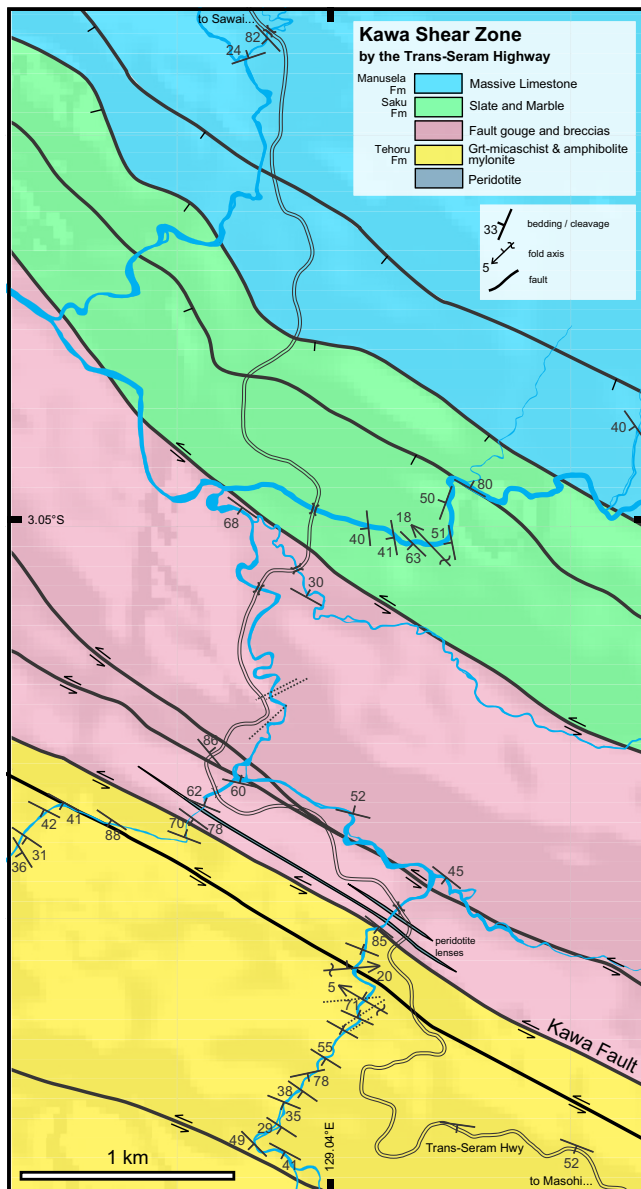 to Sawai...
82
24
Kawa Shear Zone
by the Trans-Seram Highway
Manusela
Fm
Massive Limestone
Saku
Fm
Slate and Marble
Fault gouge and breccias
Tehoru
Fm
Grt-micaschist & amphibolite
mylonite
Peridotite
33
bedding / cleavage
5
fold axis
fault
40
80
50
18
51
3.05°S
68
40
41
63
30
86
62
60
52
42
41
88
70
78
31
36
45
85
peridotite
lenses
20
5
71
Kawa Fault
55
78
38
35
29
49
41
129.04°E
Trans-Seram Hwy
52
1 km
to Masohi...